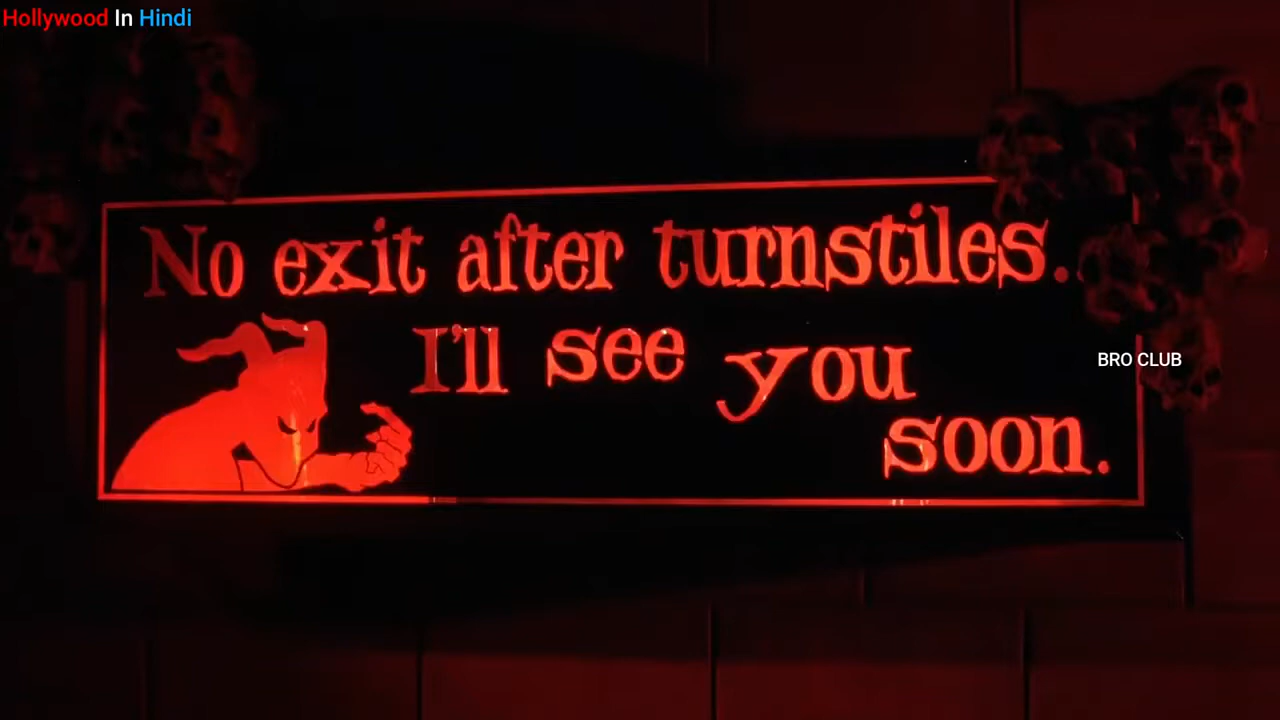 Hollywood In Hindi
No exit after turnstiles.
I'll see you
BRO CLUB
soon.